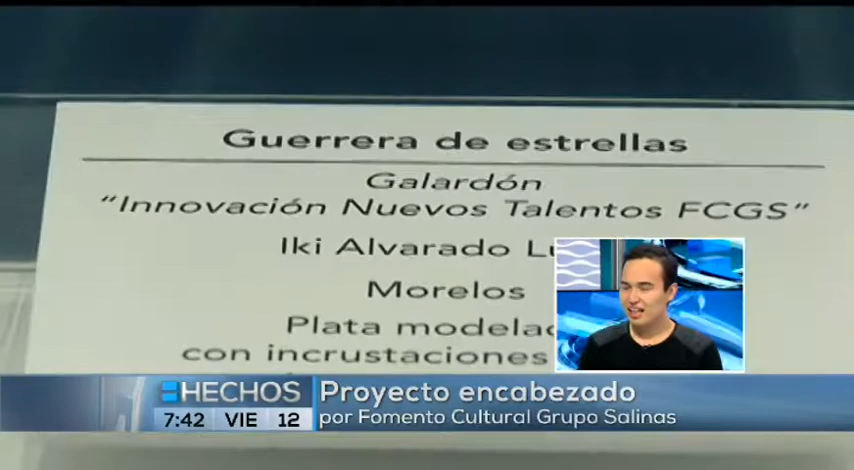 Guerrera de estrellas
Galardón
“Innovación Nuevos Talentos FCGS”
Iki Alvarado
Morelos
Plata
con incrustaciones
HECHOS
7:42 VIE 12
Proyecto encabezado
por Fomento Cultural Grupo Salinas